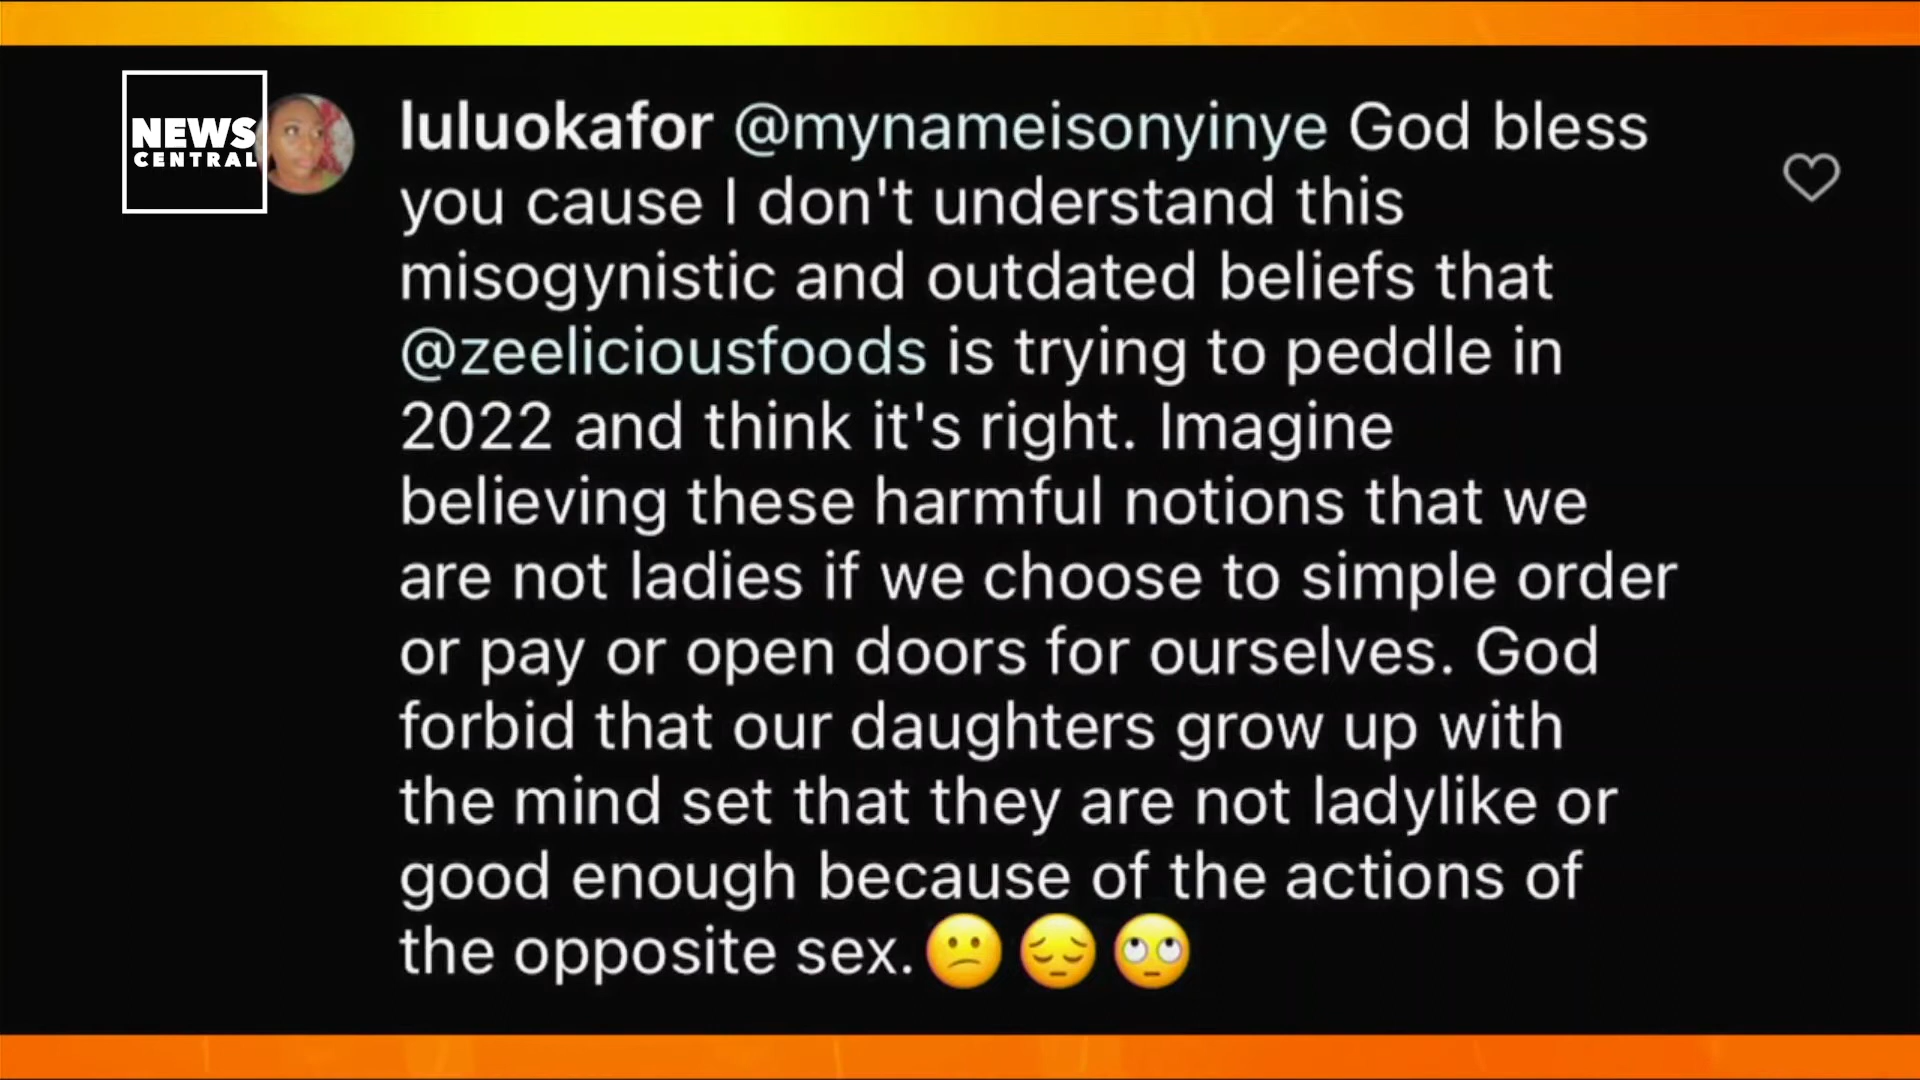 NEWS
CENTRAL
luluokafor @mynameisonyinye God bless
you cause I don't understand this
misogynistic and outdated beliefs that
@zeeliciousfoods is trying to peddle in
2022 and think it's right. Imagine
believing these harmful notions that we
are not ladies if we choose to simple order
or pay or open doors for ourselves. God
forbid that our daughters grow up with
the mind set that they are not ladylike or
good enough because of the actions of
the opposite sex.😕😔🙄